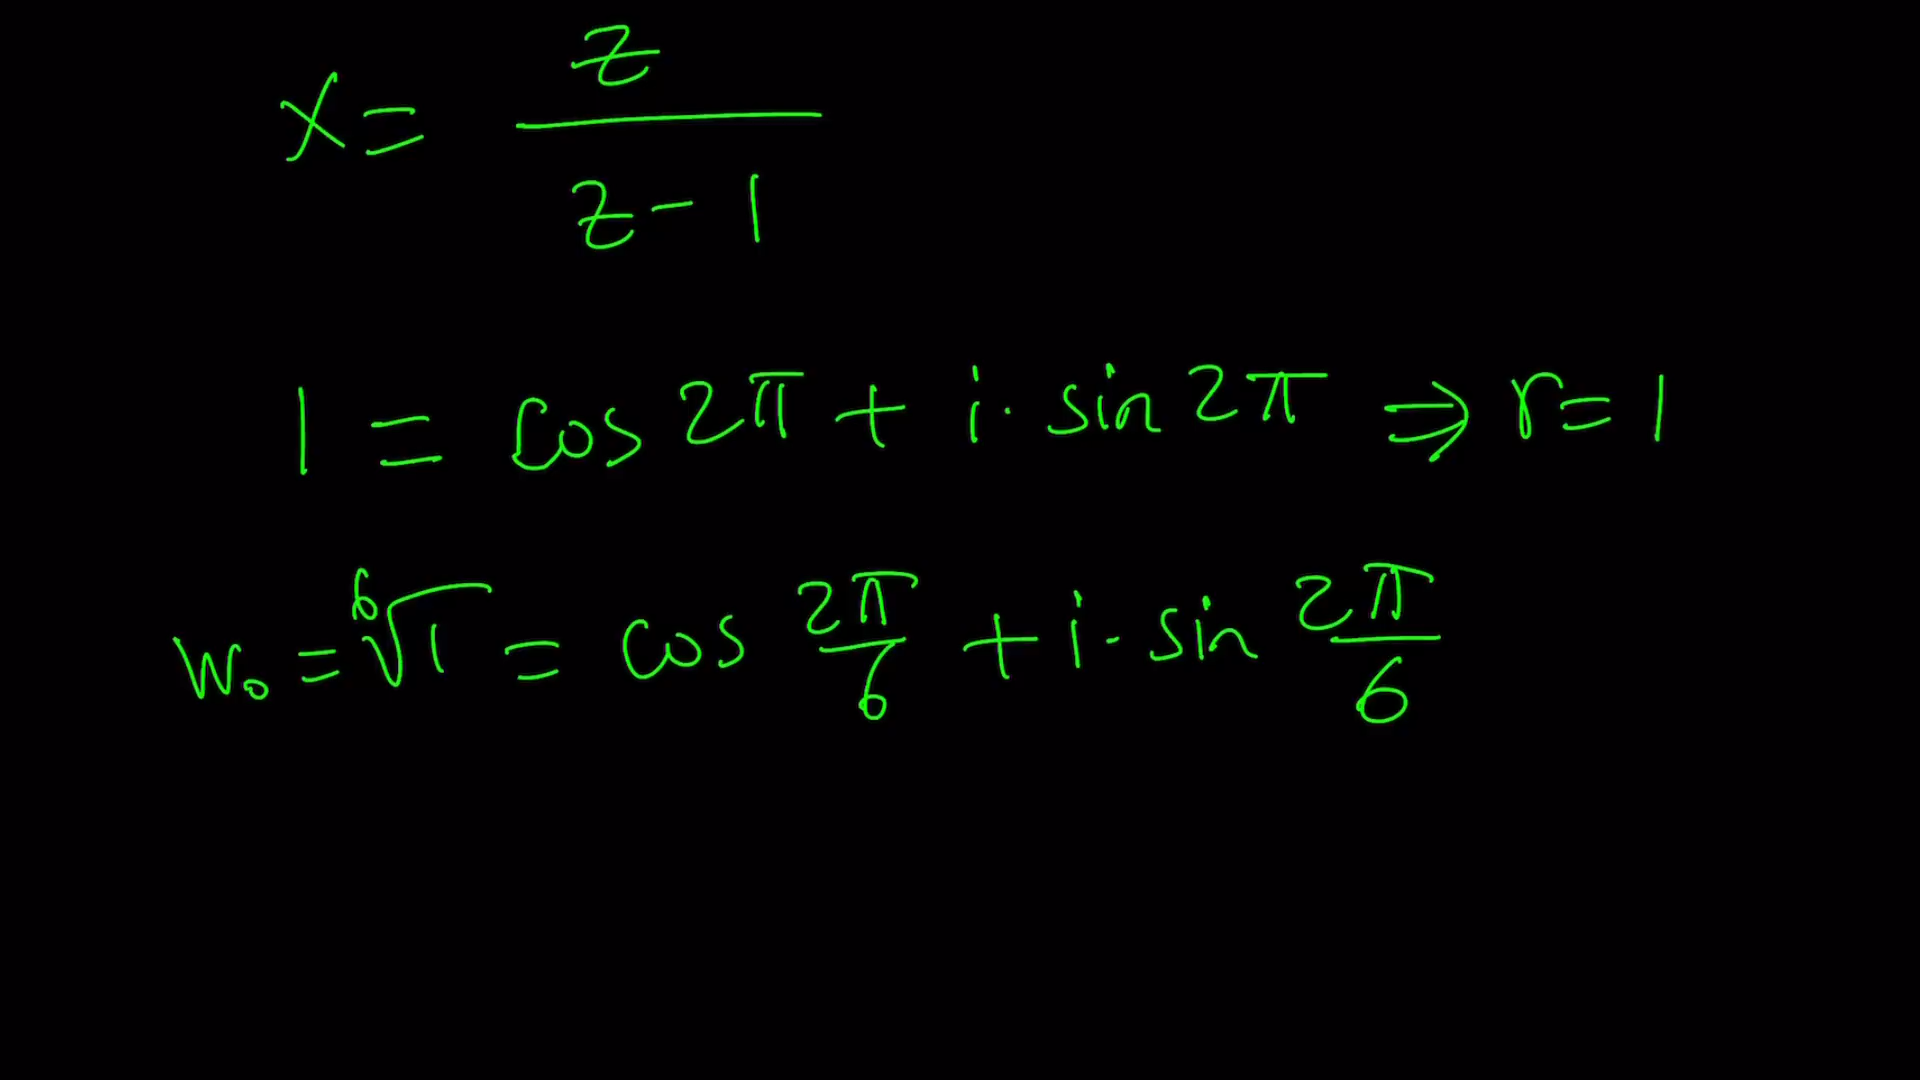 x = z / z - 1
1 = cos 2π + i · sin 2π ⇒ r = 1
w₀ = ⁶√1 = cos 2π/6 + i · sin 2π/6